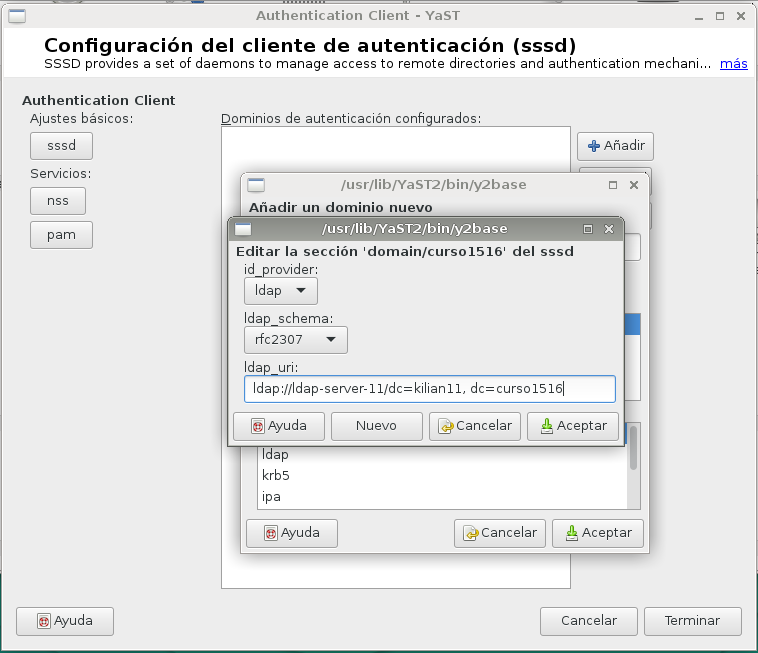 Authentication Client - YaST
Configuración del cliente de autenticación (sssd)
SSSD provides a set of daemons to manage access to remote directories and authentication mechani... más
Authentication Client
Ajustes básicos:
sssd
Servicios:
nss
pam
Dominios de autenticación configurados:
Añadir
/usr/lib/YaST2/bin/y2base
Añadir un dominio nuevo
/usr/lib/YaST2/bin/y2base
Editar la sección 'domain/curso1516' del sssd
id_provider:
ldap
ldap_schema:
rfc2307
ldap_uri:
ldap://ldap-server-11/dc=kilian11, dc=curso1516
Ayuda Nuevo Cancelar Aceptar
ldap
krb5
ipa
Ayuda Cancelar Aceptar
Ayuda Cancelar Terminar